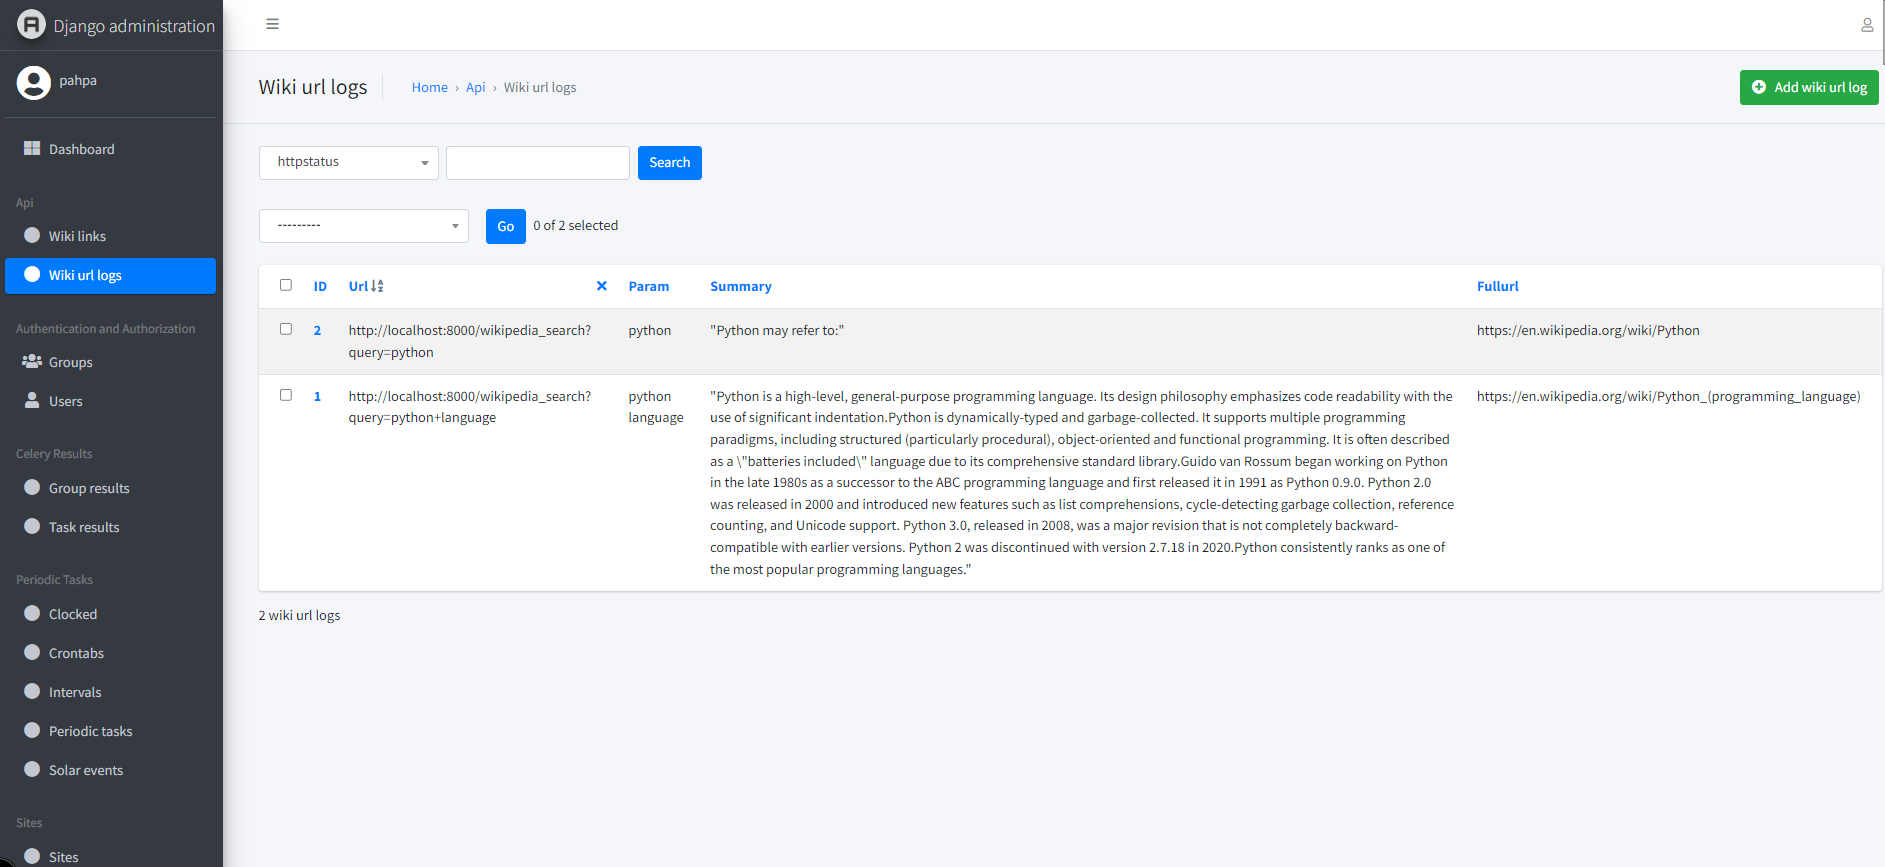 Django administration
pahpa
Dashboard
Api
Wiki links
Wiki url logs
Authentication and Authorization
Groups
Users
Celery Results
Group results
Task results
Periodic Tasks
Clocked
Crontabs
Intervals
Periodic tasks
Solar events
Sites
Sites
Wiki url logs
Home › Api › Wiki url logs
Add wiki url log
httpstatus
Search
---------
Go
0 of 2 selected
ID Url Param Summary Fullurl
2
http://localhost:8000/wikipedia_search?
query=python
python
"Python may refer to:"
https://en.wikipedia.org/wiki/Python
1
http://localhost:8000/wikipedia_search?
query=python+language
python
language
"Python is a high-level, general-purpose programming language. Its design philosophy emphasizes code readability with the
use of significant indentation.Python is dynamically-typed and garbage-collected. It supports multiple programming
paradigms, including structured (particularly procedural), object-oriented and functional programming. It is often described
as a \"batteries included\" language due to its comprehensive standard library.Guido van Rossum began working on Python
in the late 1980s as a successor to the ABC programming language and first released it in 1991 as Python 0.9.0. Python 2.0
was released in 2000 and introduced new features such as list comprehensions, cycle-detecting garbage collection, reference
counting, and Unicode support. Python 3.0, released in 2008, was a major revision that is not completely backward-
compatible with earlier versions. Python 2 was discontinued with version 2.7.18 in 2020.Python consistently ranks as one of
the most popular programming languages."
https://en.wikipedia.org/wiki/Python_(programming_language)
2 wiki url logs